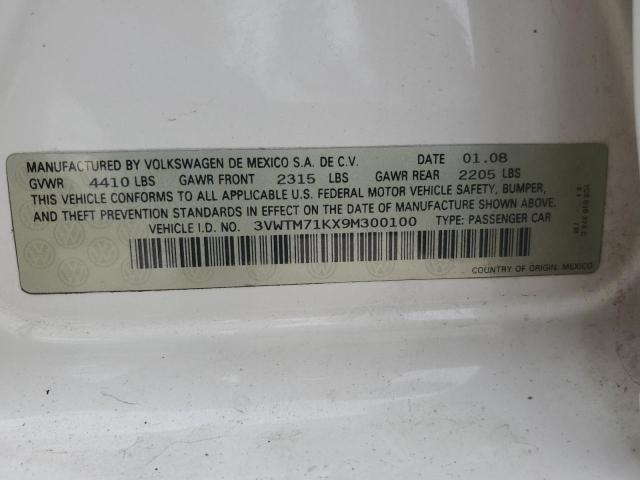 MANUFACTURED BY VOLKSWAGEN DE MEXICO S.A. DE C.V. DATE 01.08
GVWR 4410 LBS GAWR FRONT 2315 LBS GAWR REAR 2205 LBS
THIS VEHICLE CONFORMS TO ALL APPLICABLE U.S. FEDERAL MOTOR VEHICLE SAFETY, BUMPER,
AND THEFT PREVENTION STANDARDS IN EFFECT ON THE DATE OF MANUFACTURE SHOWN ABOVE.
VEHICLE I.D. NO. 3VWTM71KX9M300100 TYPE: PASSENGER CAR
COUNTRY OF ORIGIN: MEXICO